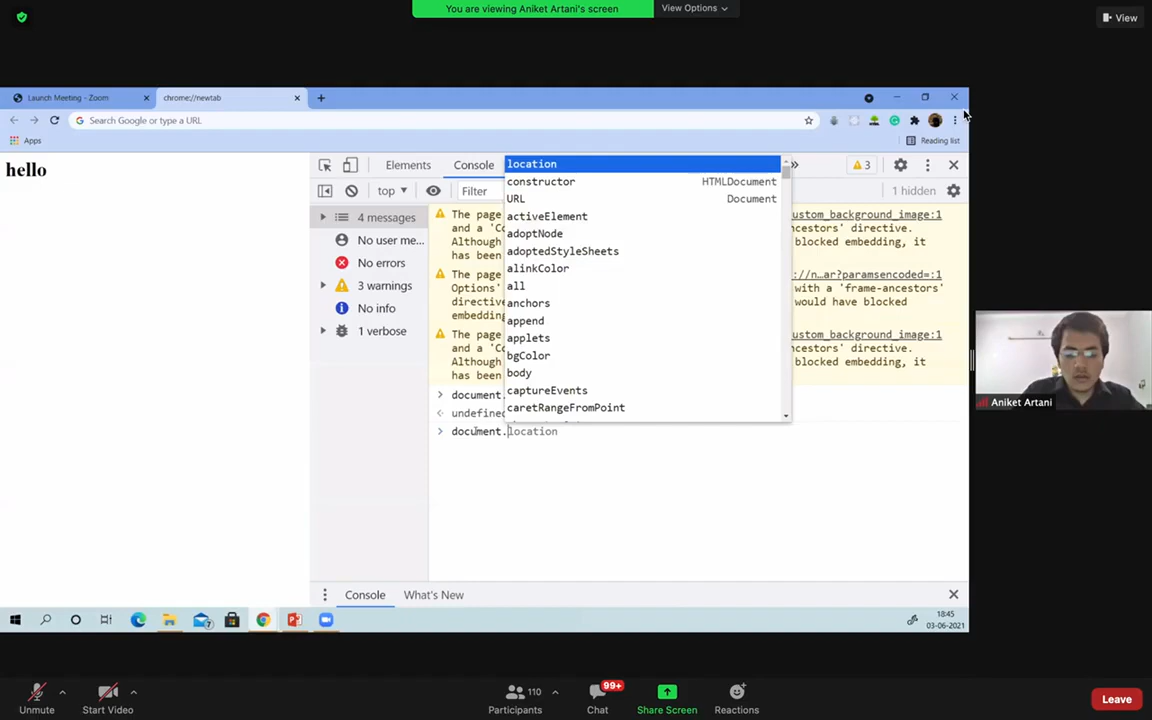 You are viewing Aniket Artani's screen
View Options
View
Launch Meeting - Zoom
chrome://newtab
Search Google or type a URL
Apps
Reading list
hello
Elements
Console
3
top
Filter
1 hidden
location
constructor HTMLDocument
URL Document
activeElement
adoptNode
adoptedStyleSheets
alinkColor
all
anchors
append
applets
bgColor
body
captureEvents
caretRangeFromPoint
4 messages
No user me...
No errors
3 warnings
No info
1 verbose
The page ustom_background_image:1
and a 'Co ncestors' directive.
Although blocked embedding, it
has been
The page ://n…ar?paramsencoded=:1
Options' with a 'frame-ancestors'
directive would have blocked
embedding
The page ustom_background_image:1
and a 'Co ncestors' directive.
Although blocked embedding, it
has been
document.
undefined
document.location
Console
What's New
7
18:45
03-06-2021
Aniket Artani
Unmute
Start Video
110
Participants
99+
Chat
Share Screen
Reactions
Leave